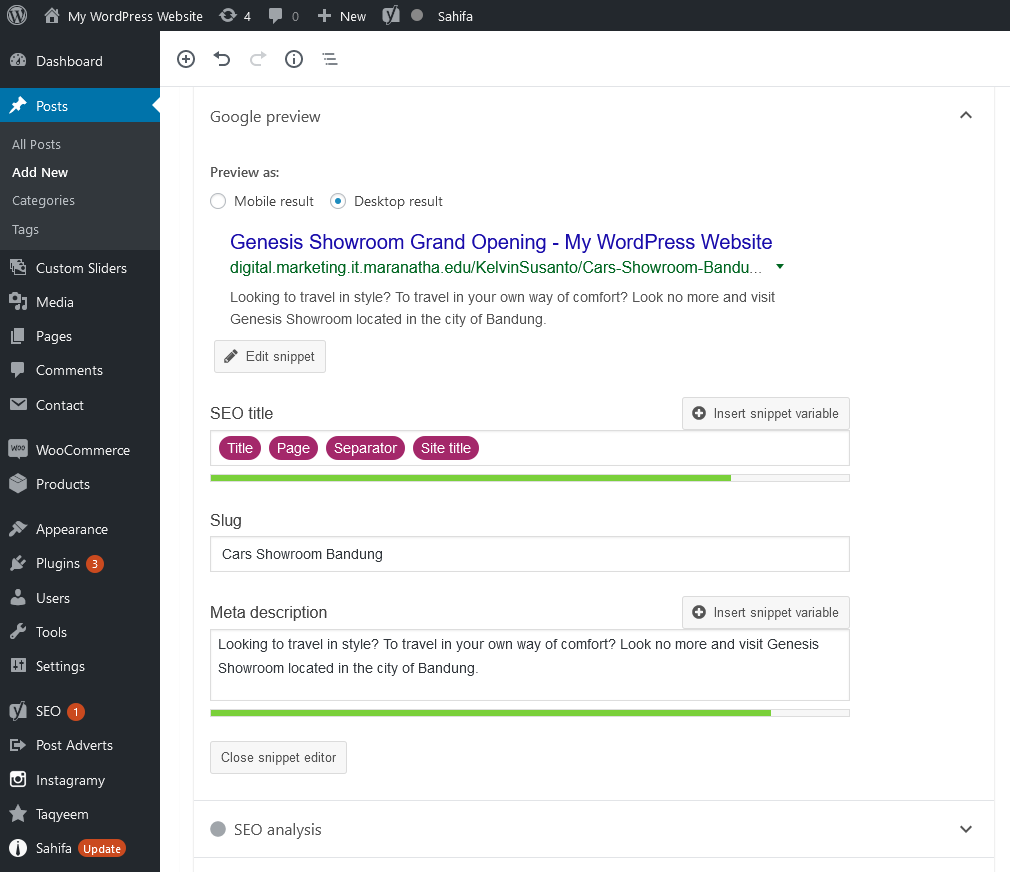 My WordPress Website 4 0 New Sahifa
Dashboard
Posts
All Posts
Add New
Categories
Tags
Custom Sliders
Media
Pages
Comments
Contact
WOO WooCommerce
Products
Appearance
Plugins 3
Users
Tools
Settings
SEO 1
Post Adverts
Instagramy
Taqyeem
Sahifa Update
Google preview
Preview as:
Mobile result Desktop result
Genesis Showroom Grand Opening - My WordPress Website
digital.marketing.it.maranatha.edu/KelvinSusanto/Cars-Showroom-Bandu...
Looking to travel in style? To travel in your own way of comfort? Look no more and visit
Genesis Showroom located in the city of Bandung.
Edit snippet
SEO title Insert snippet variable
Title Page Separator Site title
Slug
Cars Showroom Bandung
Meta description Insert snippet variable
Looking to travel in style? To travel in your own way of comfort? Look no more and visit Genesis
Showroom located in the city of Bandung.
Close snippet editor
SEO analysis